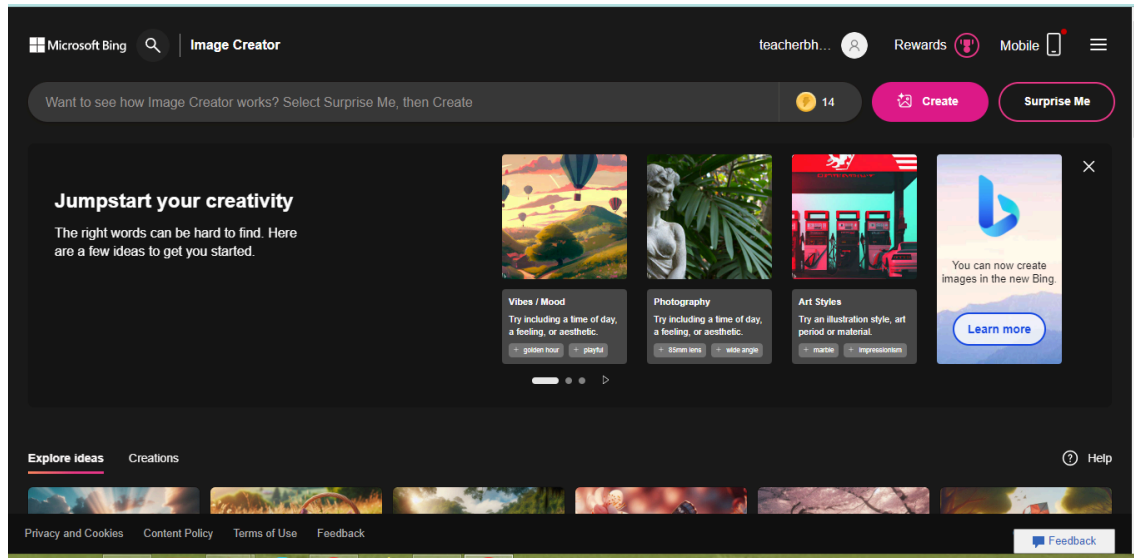 Microsoft Bing
Image Creator
teacherbh...
Rewards
Mobile
Want to see how Image Creator works? Select Surprise Me, then Create
14
Create
Surprise Me
Jumpstart your creativity
The right words can be hard to find. Here
are a few ideas to get you started.
Vibes / Mood
Try including a time of day,
a feeling, or aesthetic.
+ golden hour + playful
Photography
Try including a time of day,
a feeling, or aesthetic.
+ 85mm lens + wide angle
Art Styles
Try an illustration style, art
period or material.
+ marble + impressionism
You can now create
images in the new Bing.
Learn more
Explore ideas
Creations
Help
Privacy and Cookies
Content Policy
Terms of Use
Feedback
Feedback